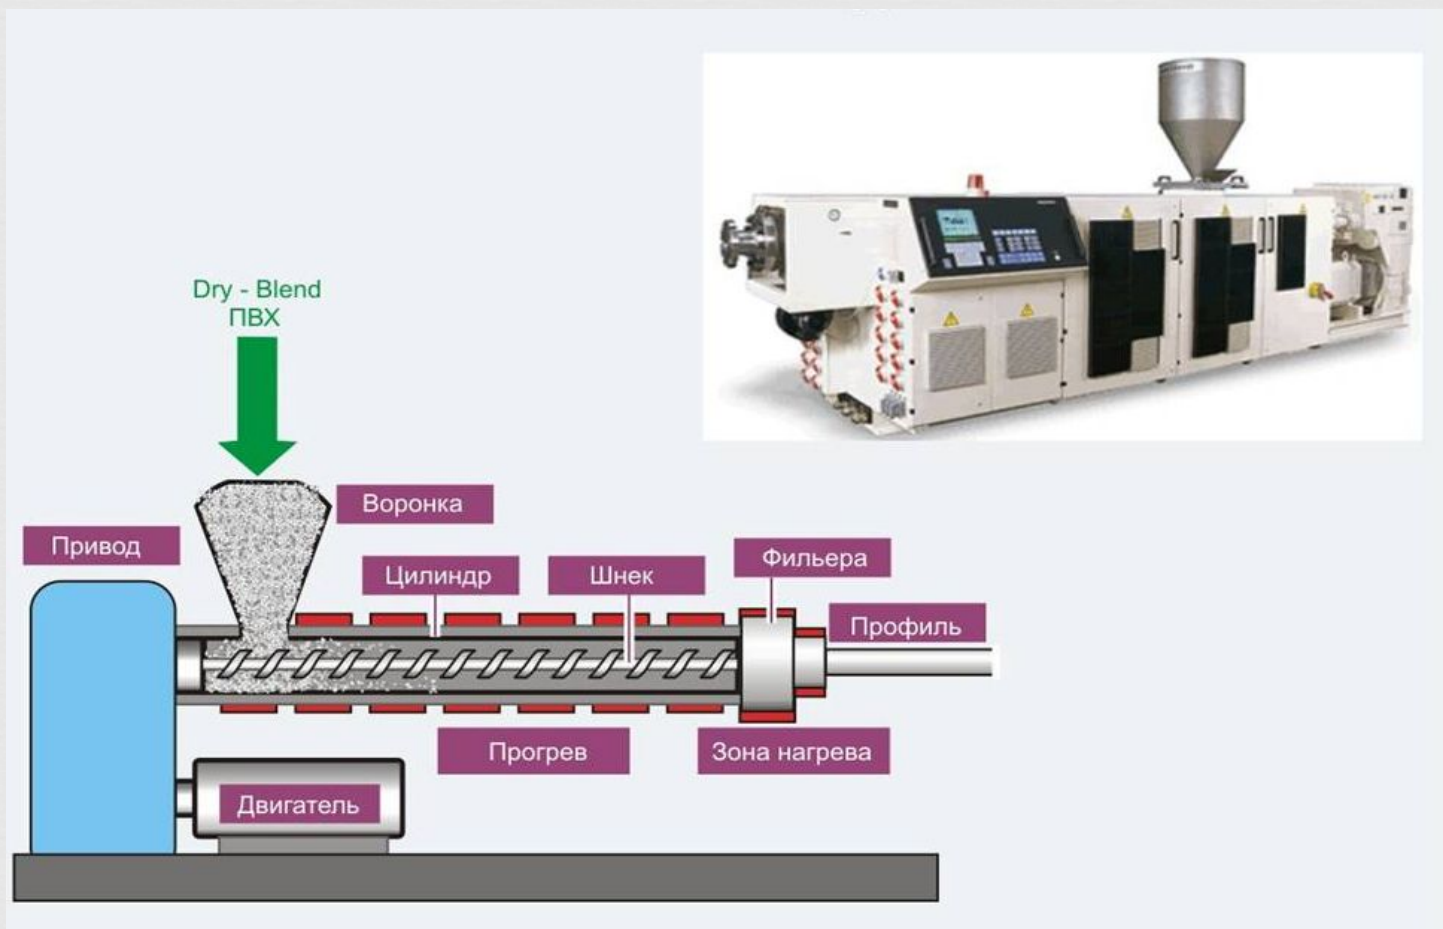 Dry - Blend
ПВХ
Воронка
Привод
Цилиндр
Шнек
Фильера
Профиль
Прогрев
Зона нагрева
Двигатель